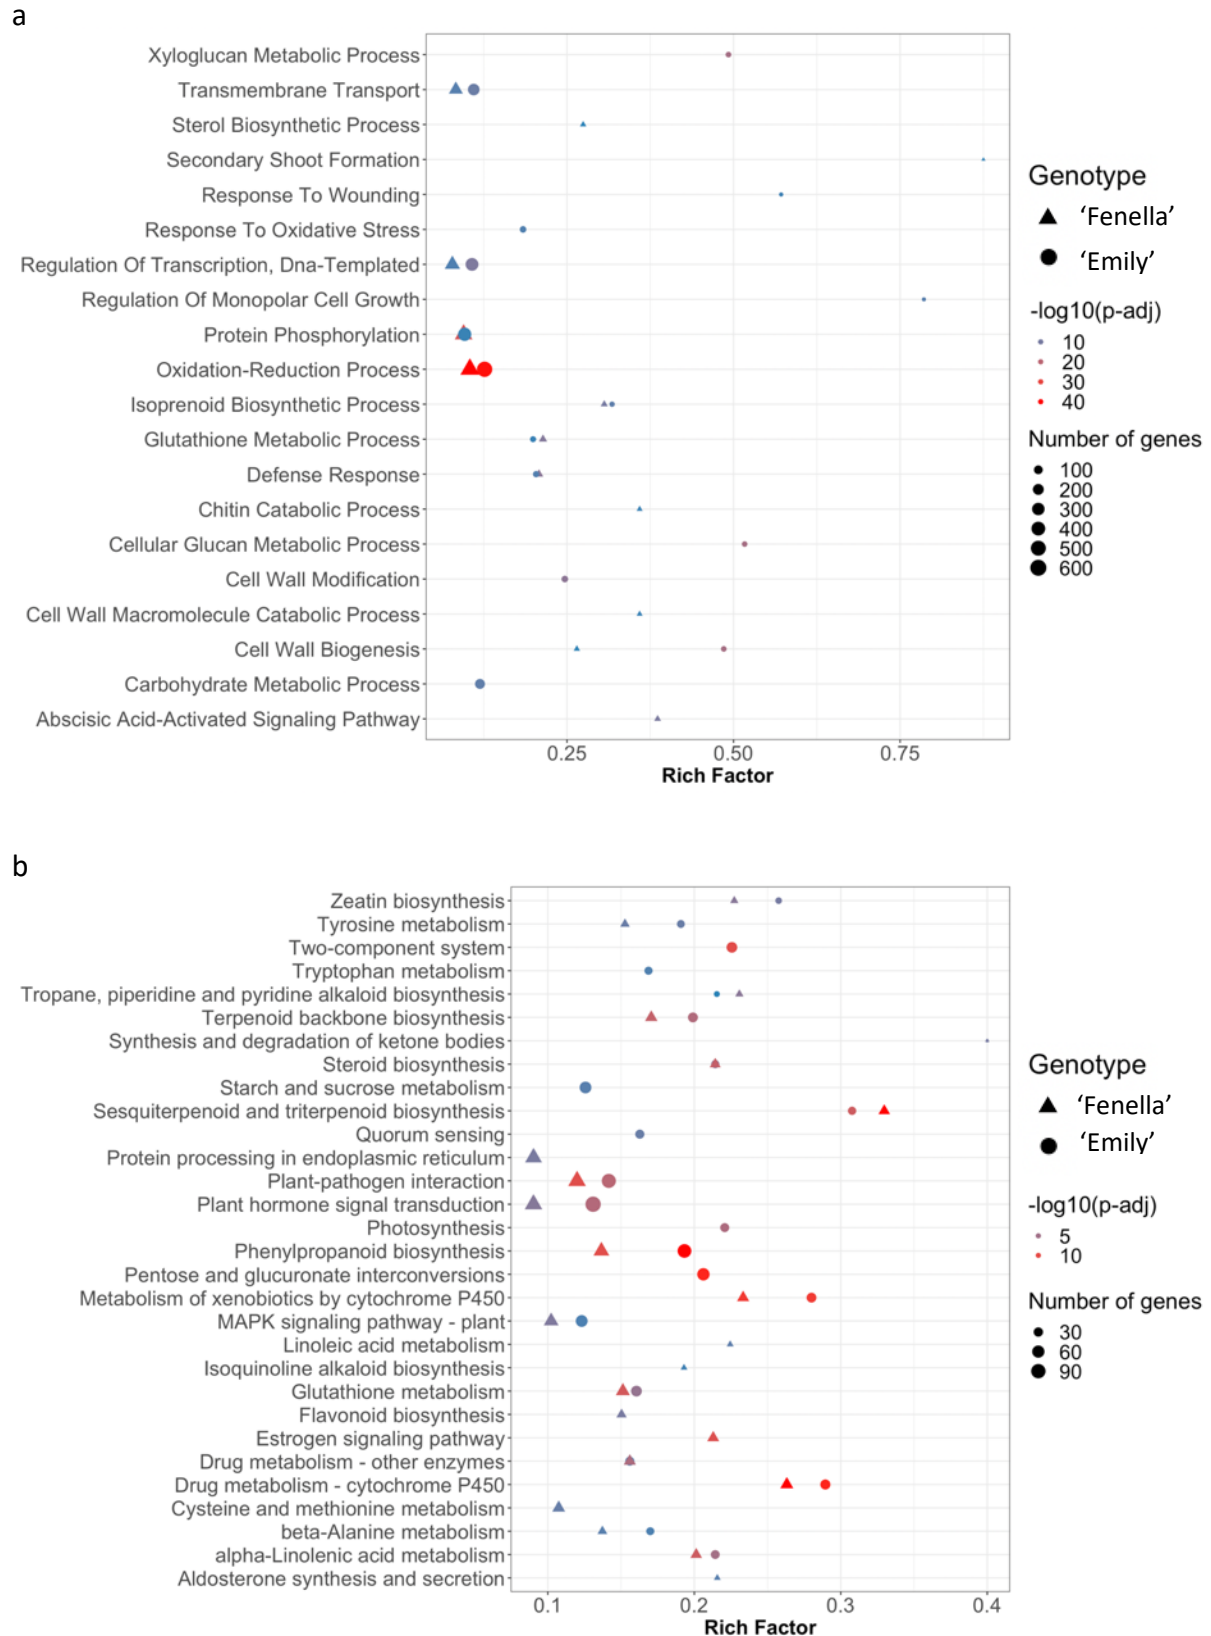 a
Xyloglucan Metabolic Process
Transmembrane Transport
Sterol Biosynthetic Process
Secondary Shoot Formation
Response To Wounding
Response To Oxidative Stress
Regulation Of Transcription, Dna-Templated
Regulation Of Monopolar Cell Growth
Protein Phosphorylation
Oxidation-Reduction Process
Isoprenoid Biosynthetic Process
Glutathione Metabolic Process
Defense Response
Chitin Catabolic Process
Cellular Glucan Metabolic Process
Cell Wall Modification
Cell Wall Macromolecule Catabolic Process
Cell Wall Biogenesis
Carbohydrate Metabolic Process
Abscisic Acid-Activated Signaling Pathway
0.25 0.50 0.75
Rich Factor
Genotype
‘Fenella’
‘Emily’
-log10(p-adj)
10
20
30
40
Number of genes
100
200
300
400
500
600
b
Zeatin biosynthesis
Tyrosine metabolism
Two-component system
Tryptophan metabolism
Tropane, piperidine and pyridine alkaloid biosynthesis
Terpenoid backbone biosynthesis
Synthesis and degradation of ketone bodies
Steroid biosynthesis
Starch and sucrose metabolism
Sesquiterpenoid and triterpenoid biosynthesis
Quorum sensing
Protein processing in endoplasmic reticulum
Plant-pathogen interaction
Plant hormone signal transduction
Photosynthesis
Phenylpropanoid biosynthesis
Pentose and glucuronate interconversions
Metabolism of xenobiotics by cytochrome P450
MAPK signaling pathway - plant
Linoleic acid metabolism
Isoquinoline alkaloid biosynthesis
Glutathione metabolism
Flavonoid biosynthesis
Estrogen signaling pathway
Drug metabolism - other enzymes
Drug metabolism - cytochrome P450
Cysteine and methionine metabolism
beta-Alanine metabolism
alpha-Linolenic acid metabolism
Aldosterone synthesis and secretion
0.1 0.2 0.3 0.4
Rich Factor
Genotype
‘Fenella’
‘Emily’
-log10(p-adj)
5
10
Number of genes
30
60
90